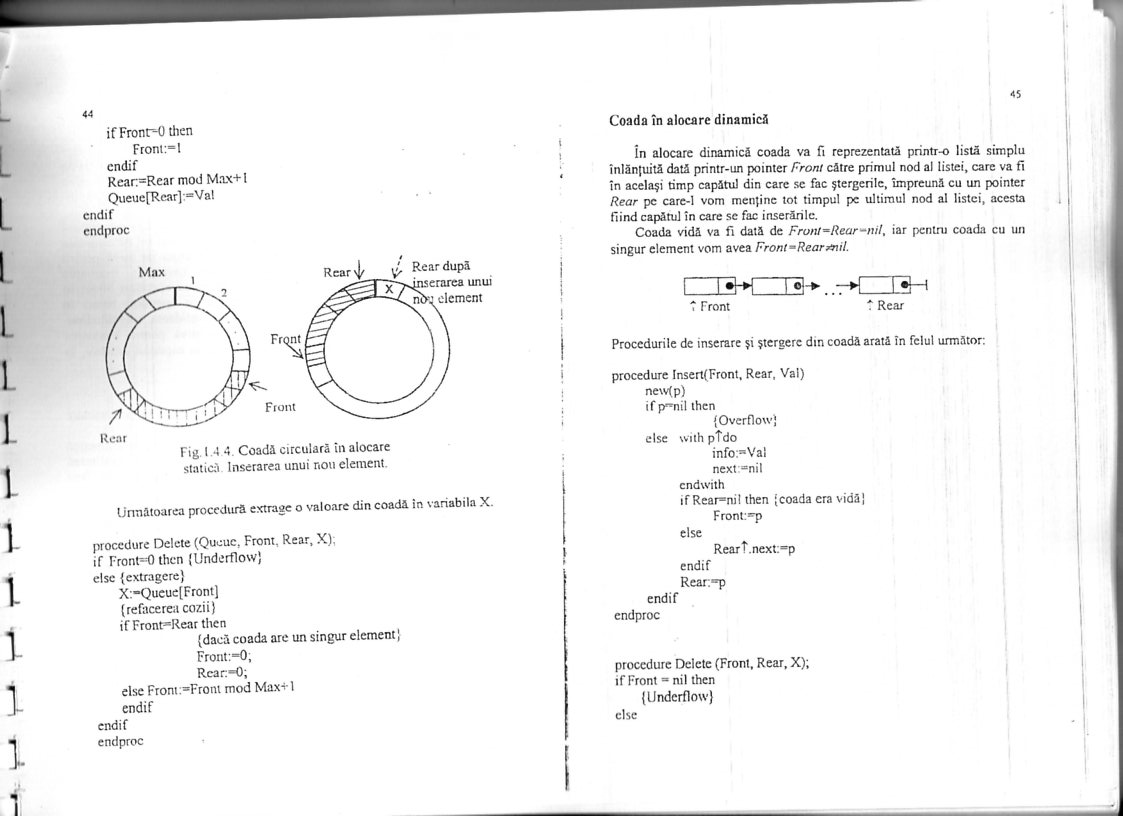 44
if Front=0 then
Front:=1
endif
Rear:=Rear mod Max+1
Queue[Rear]:=Val
endif
endproc
Max
1
2
Front
Rear
Rear
Rear după
inserarea unui
nou element
X
Front
Fig.1.4.4. Coadă circulară în alocare
statică. Inserarea unui nou element.
Următoarea procedură extrage o valoare din coadă în variabila X.
procedure Delete (Queue, Front, Rear, X);
if Front=0 then {Underflow}
else {extragere}
X:=Queue[Front]
{refacerea cozii}
if Front=Rear then
{dacă coada are un singur element}
Front:=0;
Rear:=0;
else Front:=Front mod Max+1
endif
endif
endproc
45
Coada în alocare dinamică
În alocare dinamică coada va fi reprezentată printr-o listă simplu
înlănţuită dată printr-un pointer Front către primul nod al listei, care va fi
în acelaşi timp capătul din care se fac ştergerile, împreună cu un pointer
Rear pe care-l vom menţine tot timpul pe ultimul nod al listei, acesta
fiind capătul în care se fac inserările.
Coada vidă va fi dată de Front=Rear=nil, iar pentru coada cu un
singur element vom avea Front=Rear≠nil.
...
↑ Front
↑ Rear
Procedurile de inserare şi ştergere din coadă arată în felul următor:
procedure Insert(Front, Rear, Val)
new(p)
if p=nil then
{Overflow}
else with p↑do
info:=Val
next:=nil
endwith
if Rear=nil then {coada era vidă}
Front:=p
else
Rear↑.next:=p
endif
Rear:=p
endif
endproc
procedure Delete (Front, Rear, X);
if Front = nil then
{Underflow}
else